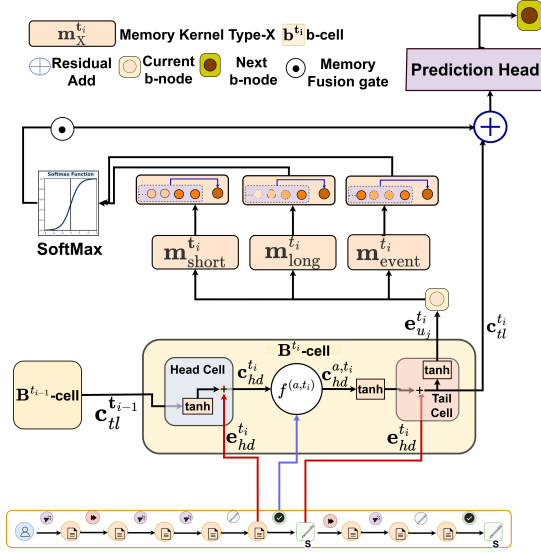 m_X^{t_i} Memory Kernel Type-X b^{t_i} b-cell
Residual Add
Current b-node
Next b-node
Memory Fusion gate
Prediction Head
Softmax Function
SoftMax
m_short^{t_i}
m_long^{t_i}
m_event^{t_i}
e_{u_j}^{t_i}
c_{tl}^{t_i}
B^{t_i}-cell
Head Cell
c_{hd}^{t_i}
c_{hd}^{a,t_i}
tanh
B^{t_{i-1}}-cell
f^{(a,t_i)}
tanh
tanh
+
+
Tail Cell
c_{tl}^{t_{i-1}}
e_{hd}^{t_i}
e_{hd}^{t_i}
S
S